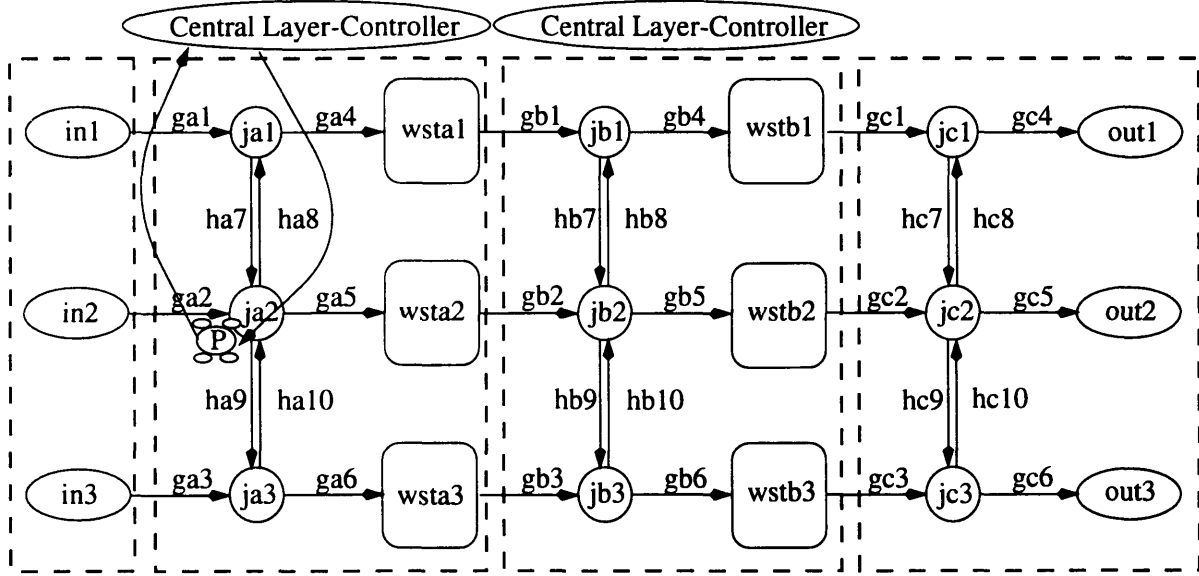 Central Layer-Controller Central Layer-Controller
in1 ga1 ja1 ga4 wsta1 gb1 jb1 gb4 wstb1 gc1 jc1 gc4 out1
ha7 ha8 hb7 hb8 hc7 hc8
in2 ga2 ja2 ga5 wsta2 gb2 jb2 gb5 wstb2 gc2 jc2 gc5 out2
P
ha9 ha10 hb9 hb10 hc9 hc10
in3 ga3 ja3 ga6 wsta3 gb3 jb3 gb6 wstb3 gc3 jc3 gc6 out3